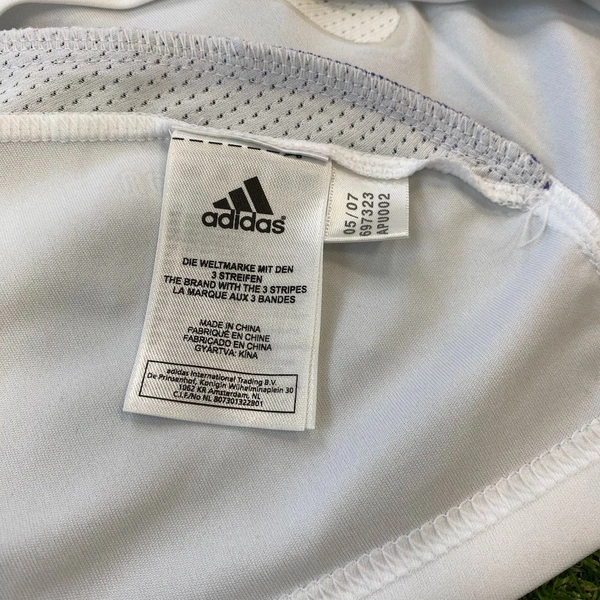 adidas
DIE WELTMARKE MIT DEN
3 STREIFEN
THE BRAND WITH THE 3 STRIPES
LA MARQUE AUX 3 BANDES
MADE IN CHINA
FABRIQUÉ EN CHINE
FABRICADO EN CHINA
GYÁRTVA: KÍNA
adidas International Trading B.V.
De Prinsenhof, Konigin Wilhelminaplein 30
1062 KR Amsterdam, NL
C.I.F./No NL 807301322B01
05/07
697323
APU002